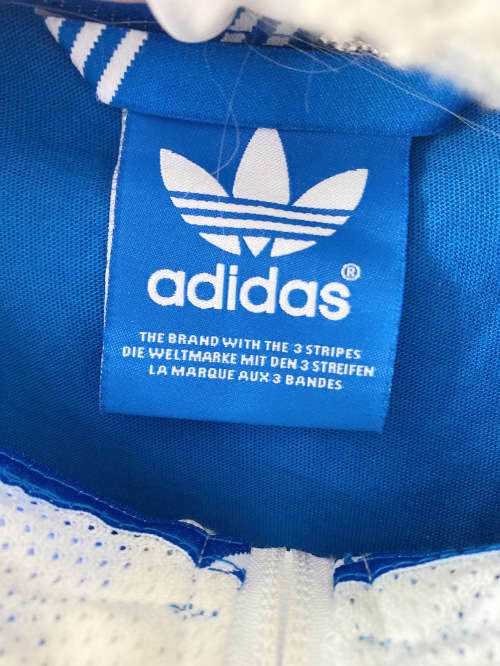 adidas®
THE BRAND WITH THE 3 STRIPES
DIE WELTMARKE MIT DEN 3 STREIFEN
LA MARQUE AUX 3 BANDES